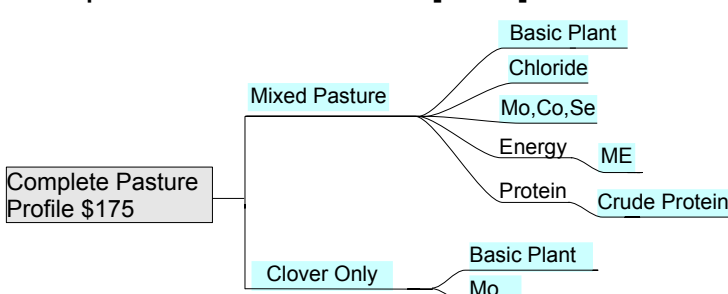 Basic Plant
Chloride
Mixed Pasture
Mo,Co,Se
Energy
ME
Complete Pasture
Profile $175
Protein
Crude Protein
Basic Plant
Clover Only
Mo